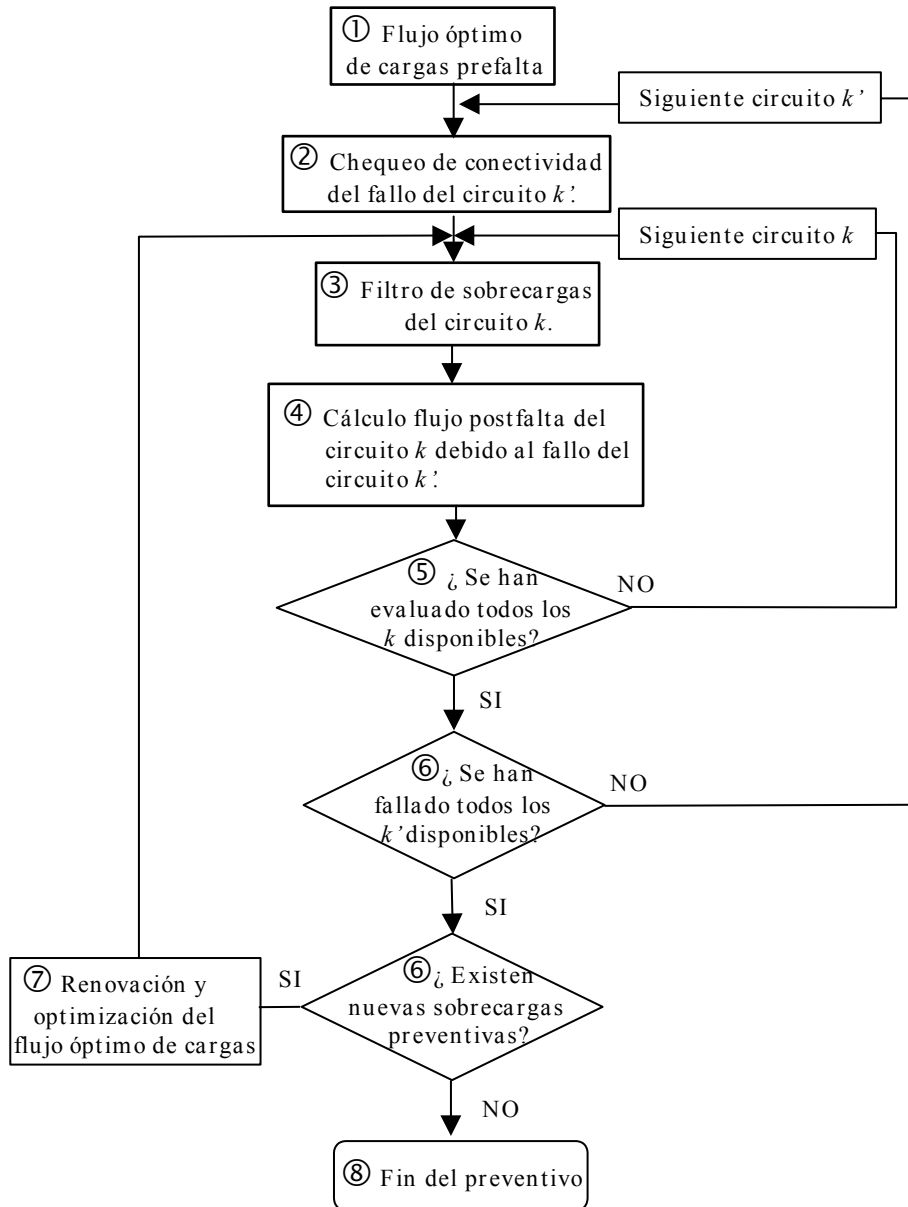 ① Flujo óptimo
de cargas prefalta
Siguiente circuito k’
② Chequeo de conectividad
del fallo del circuito k’.
Siguiente circuito k
③ Filtro de sobrecargas
del circuito k.
④ Cálculo flujo postfalta del
circuito k debido al fallo del
circuito k’.
⑤ ¿ Se han
evaluado todos los
k disponibles?
NO
SI
⑥ ¿ Se han
fallado todos los
k’ disponibles?
NO
SI
⑥ ¿ Existen
nuevas sobrecargas
preventivas?
SI
⑦ Renovación y
optimización del
flujo óptimo de cargas
NO
⑧ Fin del preventivo